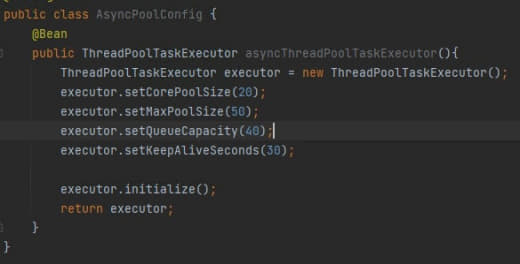 public class AsyncPoolConfig {
@Bean
public ThreadPoolTaskExecutor asyncThreadPoolTaskExecutor(){
ThreadPoolTaskExecutor executor = new ThreadPoolTaskExecutor();
executor.setCorePoolSize(20);
executor.setMaxPoolSize(50);
executor.setQueueCapacity(40);
executor.setKeepAliveSeconds(30);
executor.initialize();
return executor;
}
}